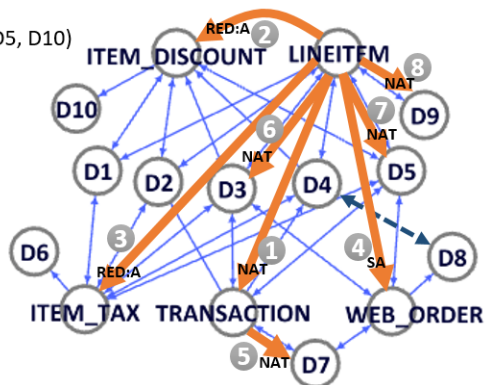 D5, D10)
RED:A 2
ITEM_DISCOUNT LINEITEM
8
NAT
D10 D9
6 7
NAT
NAT
D1 D2 D3 D4 D5
3 1 4
D6 RED:A NAT SA D8
ITEM_TAX TRANSACTION WEB_ORDER
5 NAT D7